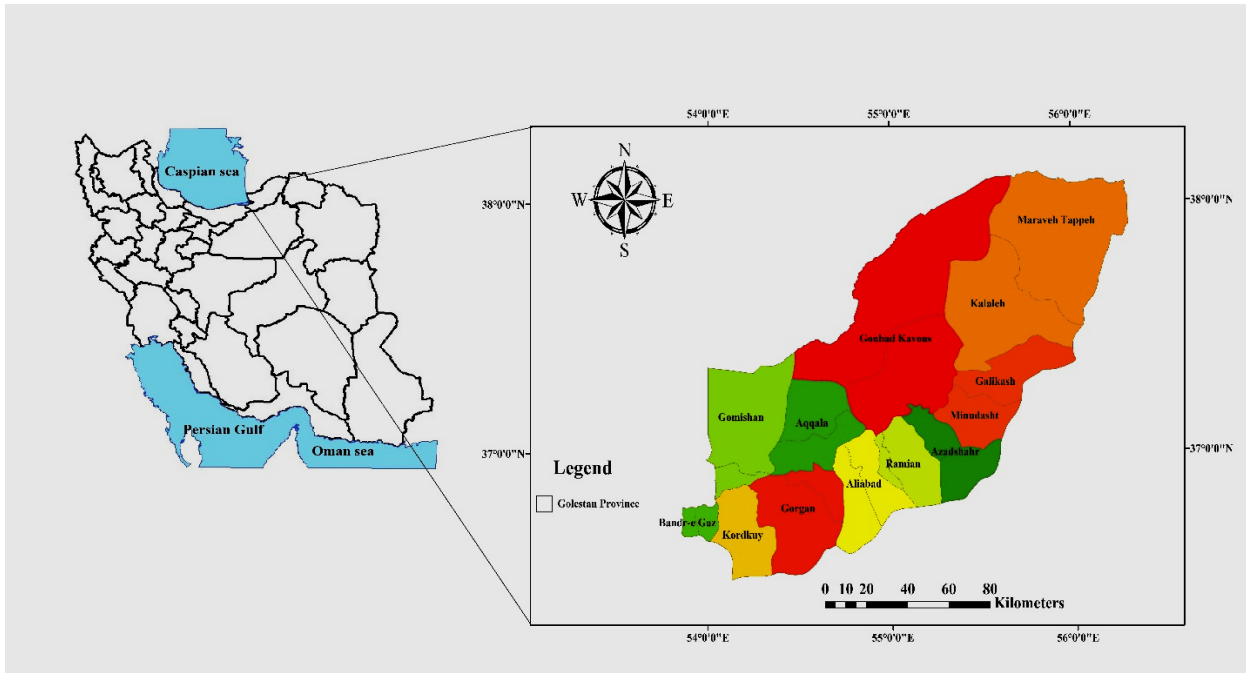 Caspian sea
Persian Gulf
Oman sea
54°0'0"E
55°0'0"E
56°0'0"E
N
W
E
S
38°0'0"N
38°0'0"N
Maraveh Tappeh
Kalaleh
Gonbad Kavous
Galikash
Gomishan
Minudasht
Aqqala
37°0'0"N
37°0'0"N
Azadshahr
Ramian
Aliabad
Legend
Golestan Province
Gorgan
Bandr-e Gaz
Kordkuy
0 10 20 40 60 80
Kilometers
54°0'0"E
55°0'0"E
56°0'0"E